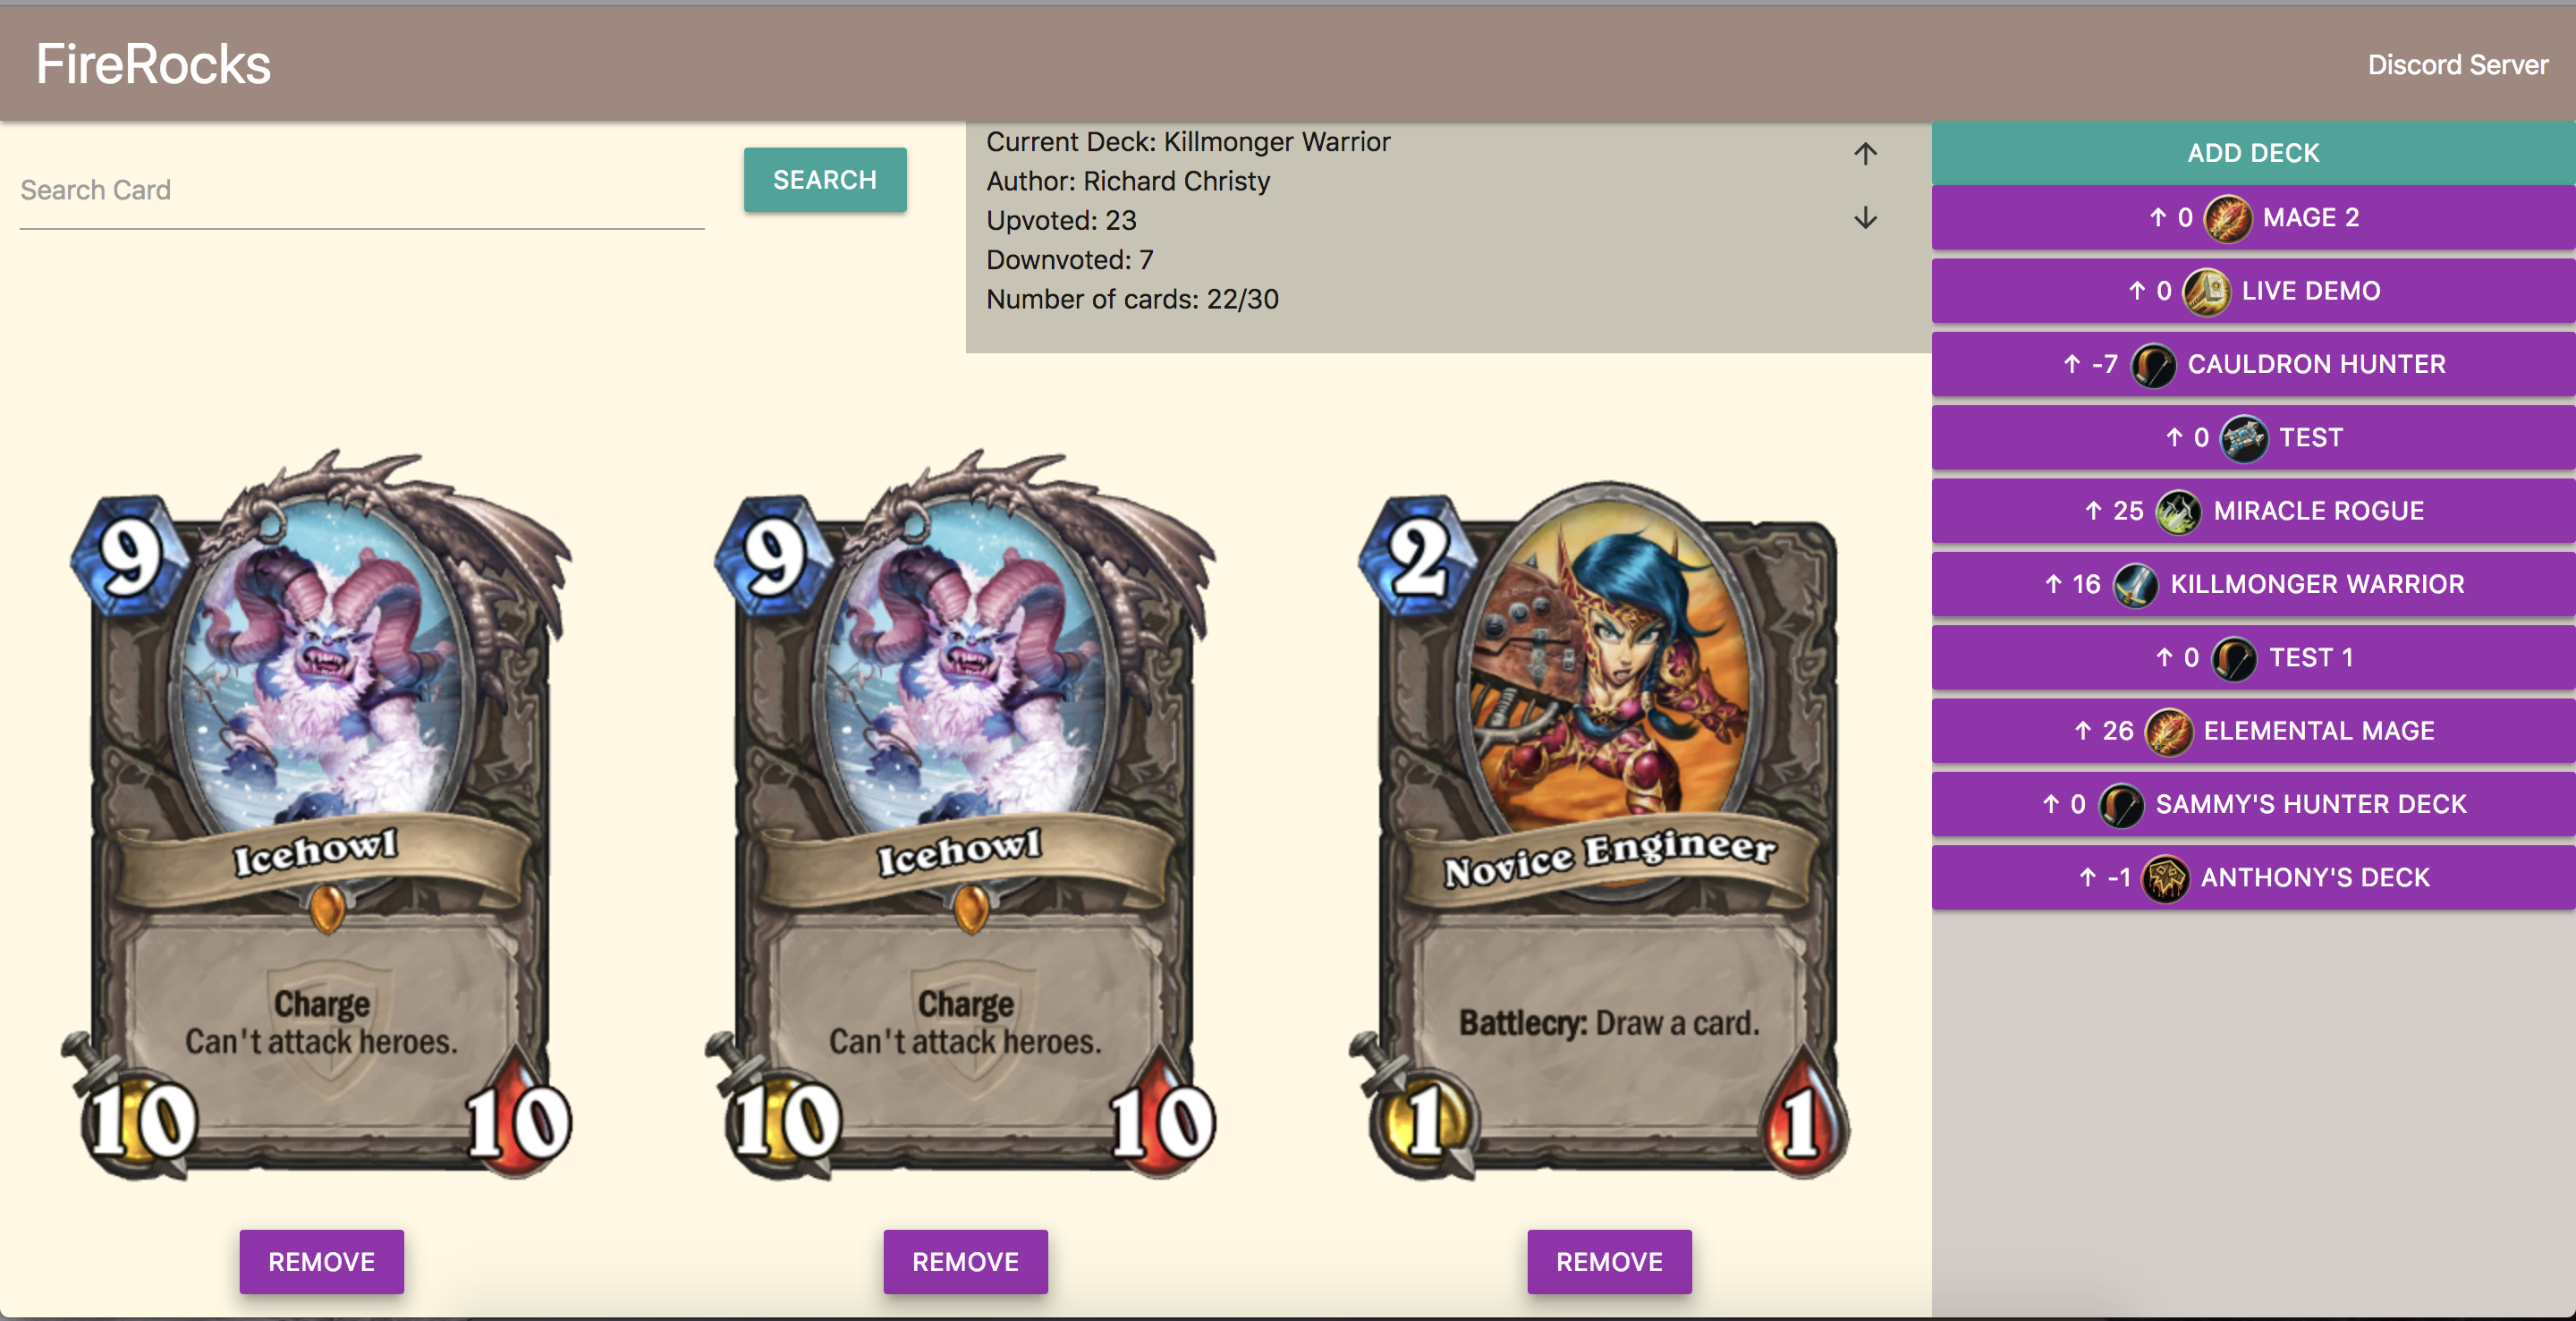 FireRocks
Discord Server
Search Card
SEARCH
Current Deck: Killmonger Warrior
Author: Richard Christy
Upvoted: 23
Downvoted: 7
Number of cards: 22/30
ADD DECK
↑ 0 MAGE 2
↑ 0 LIVE DEMO
↑ -7 CAULDRON HUNTER
↑ 0 TEST
↑ 25 MIRACLE ROGUE
↑ 16 KILLMONGER WARRIOR
↑ 0 TEST 1
↑ 26 ELEMENTAL MAGE
↑ 0 SAMMY'S HUNTER DECK
↑ -1 ANTHONY'S DECK
9
Icehowl
Charge
Can't attack heroes.
10 10
REMOVE
9
Icehowl
Charge
Can't attack heroes.
10 10
REMOVE
2
Novice Engineer
Battlecry: Draw a card.
1 1
REMOVE